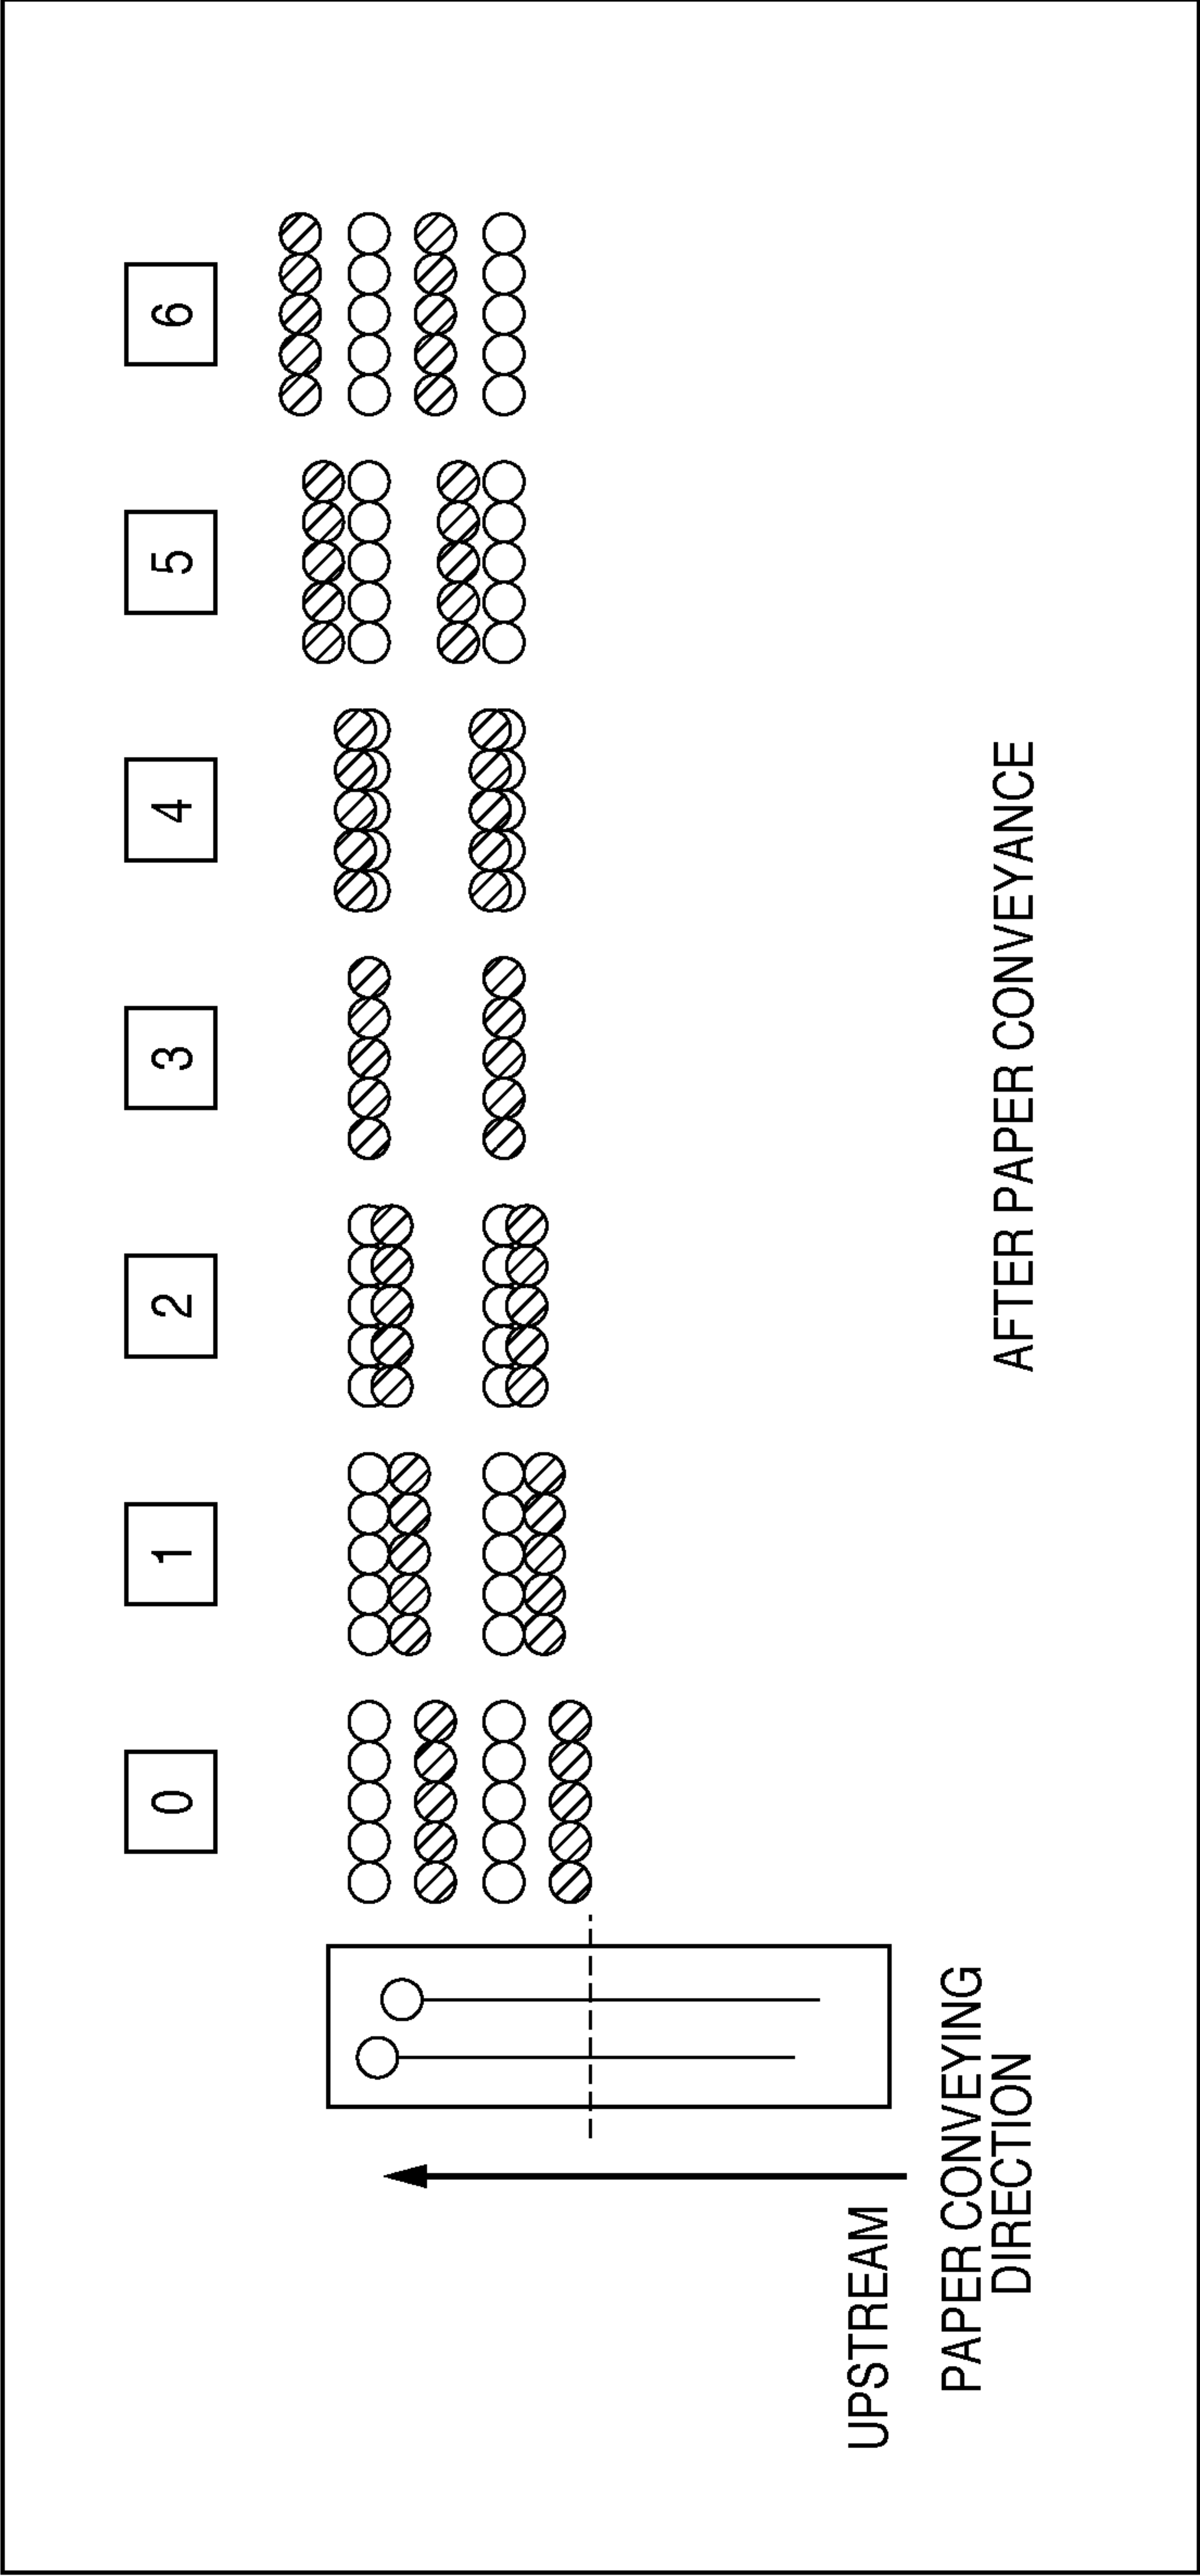 0
1
2
3
4
5
6
UPSTREAM
PAPER CONVEYING
DIRECTION
AFTER PAPER CONVEYANCE